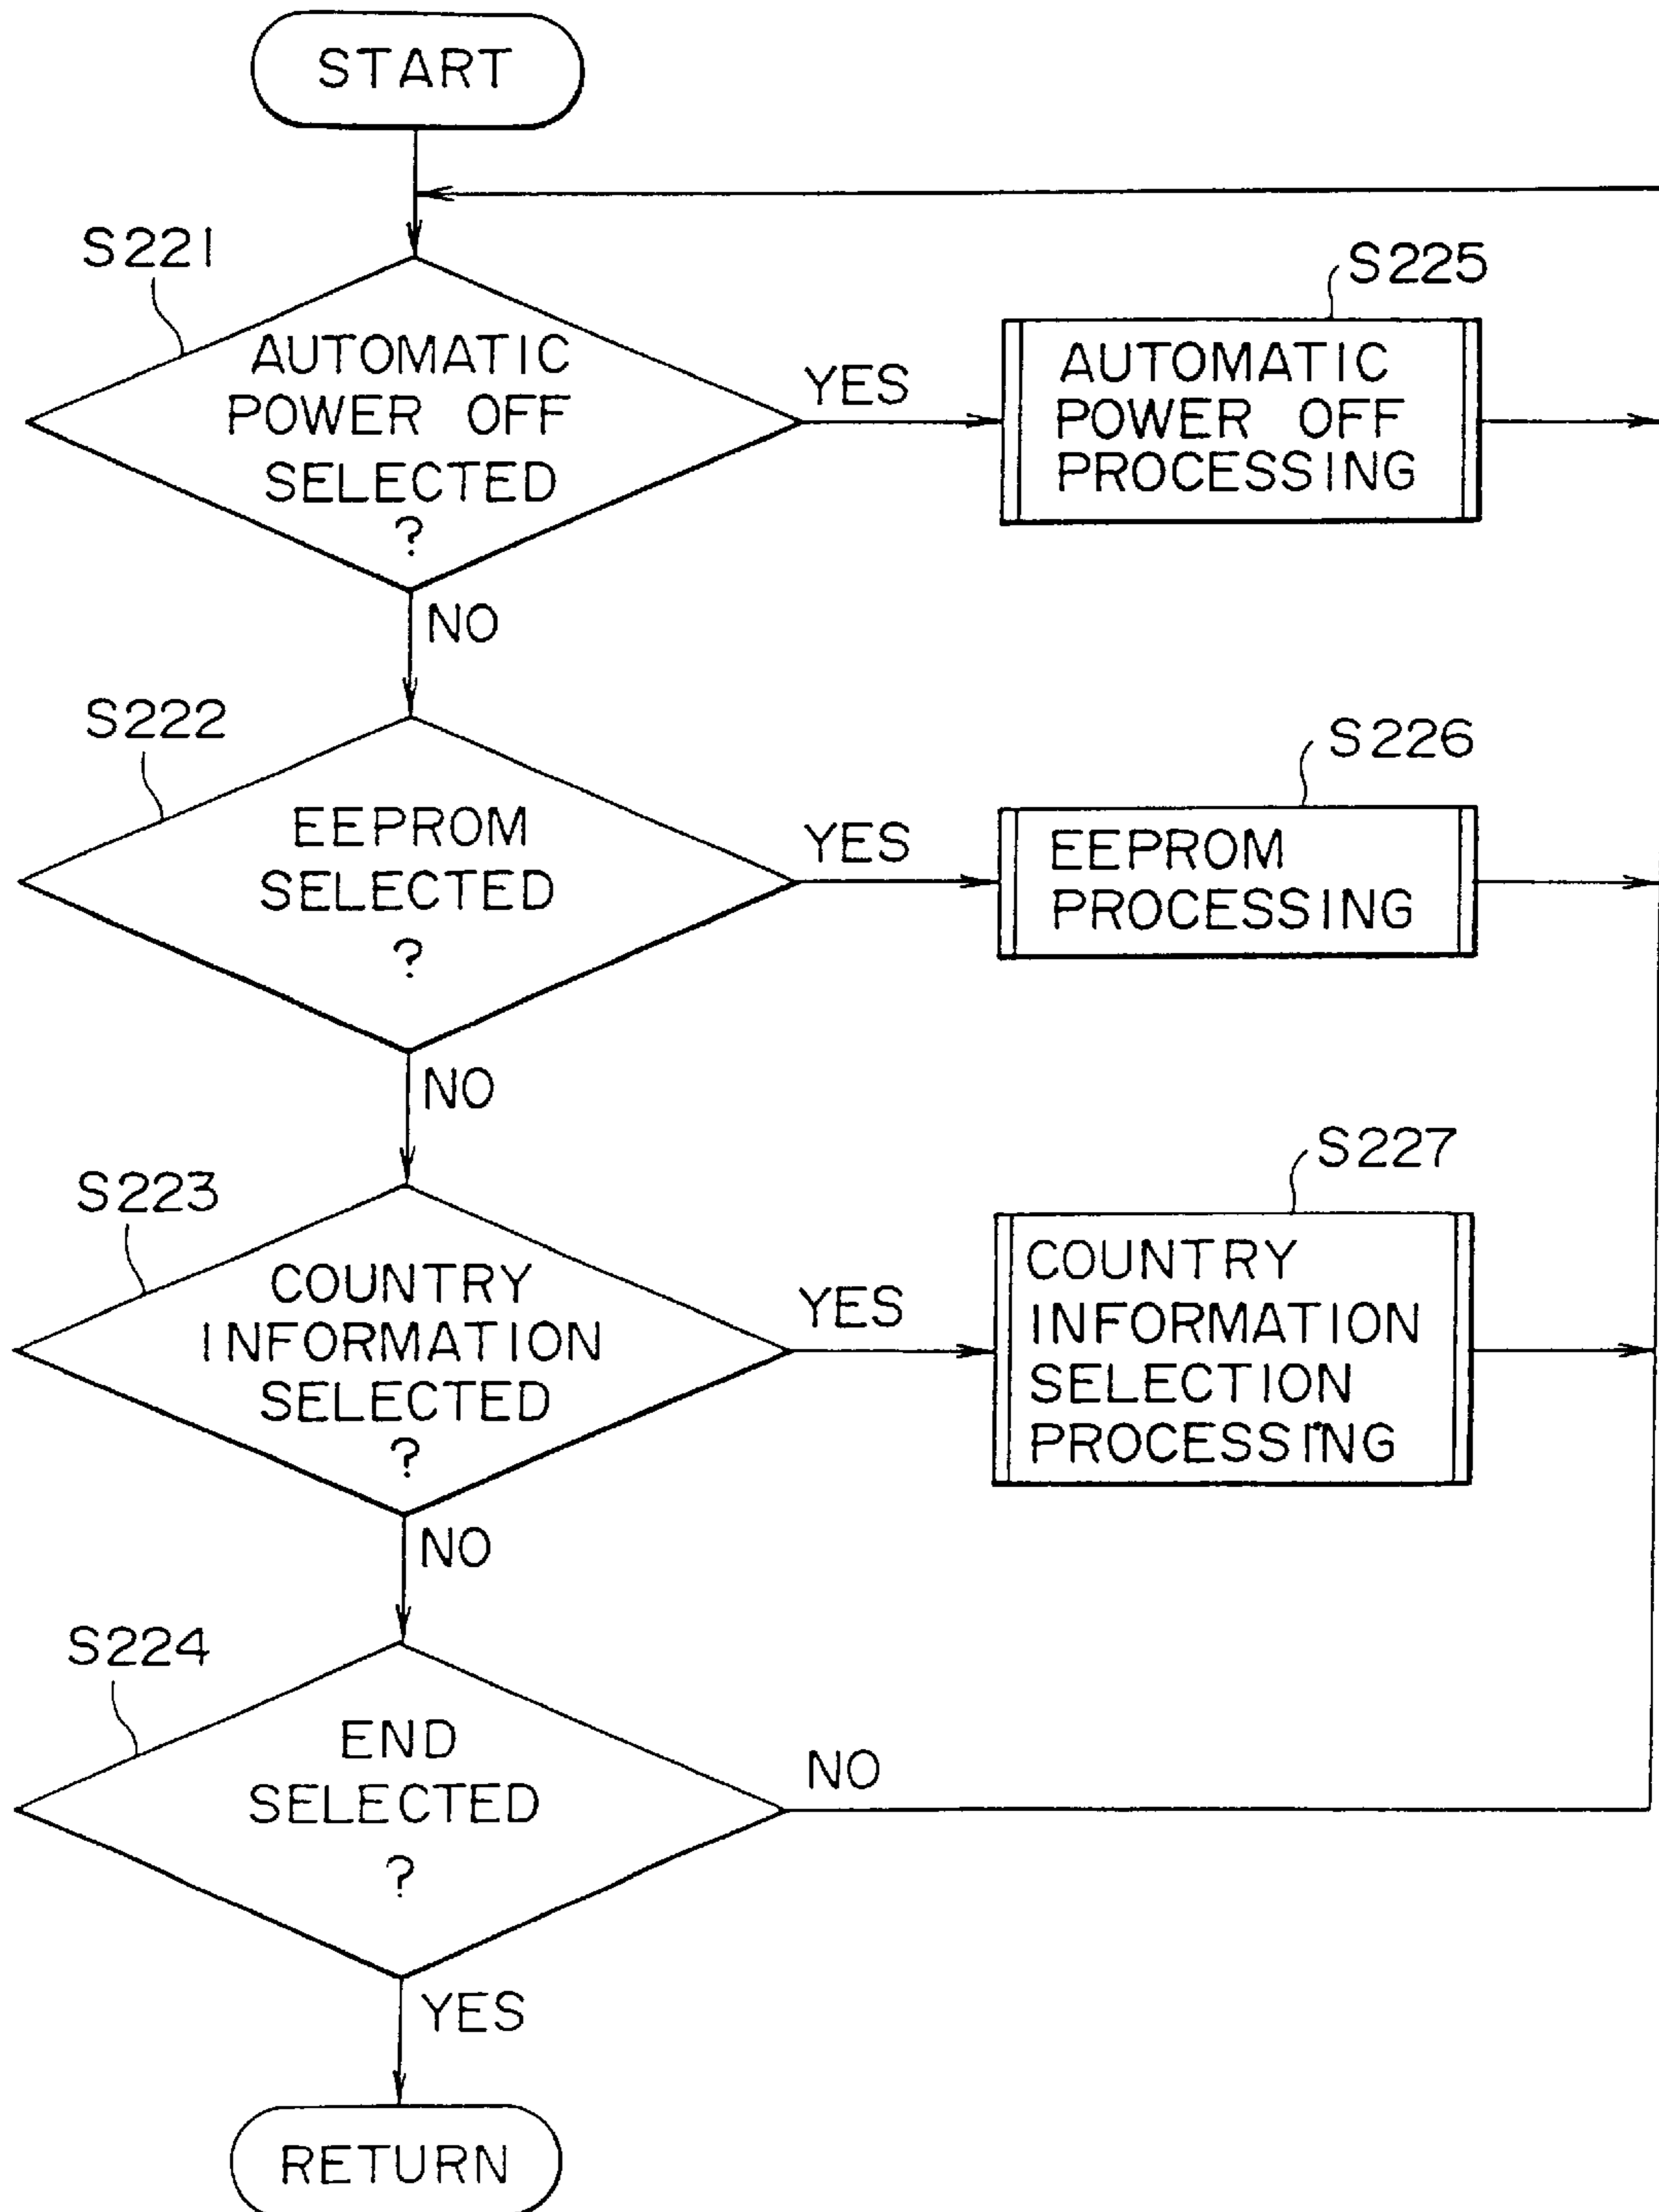 START
S221
AUTOMATIC
POWER OFF
SELECTED
?
YES
S225
AUTOMATIC
POWER OFF
PROCESSING
NO
S222
EEPROM
SELECTED
?
YES
S226
EEPROM
PROCESSING
NO
S223
COUNTRY
INFORMATION
SELECTED
?
YES
S227
COUNTRY
INFORMATION
SELECTION
PROCESSING
NO
S224
END
SELECTED
?
NO
YES
RETURN